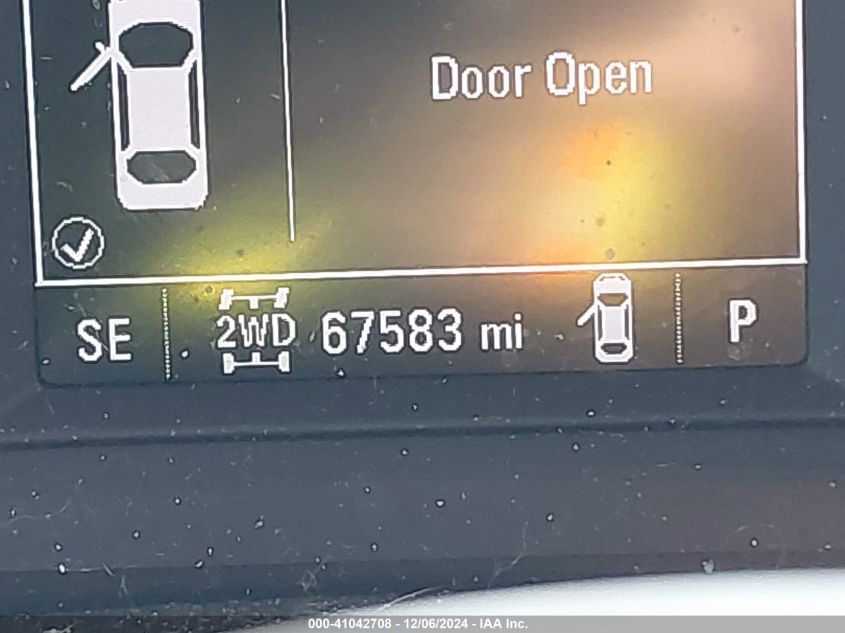 Door Open
SE 2WD 67583 mi P
000-41042708 - 12/06/2024 - IAA Inc.